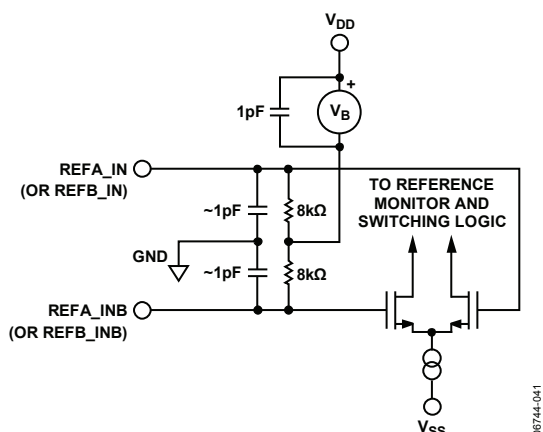 VDD
+
1pF
VB
REFA_IN
(OR REFB_IN)
TO REFERENCE
MONITOR AND
SWITCHING LOGIC
~1pF
8kΩ
GND
~1pF
8kΩ
REFA_INB
(OR REFB_INB)
VSS
06744-041